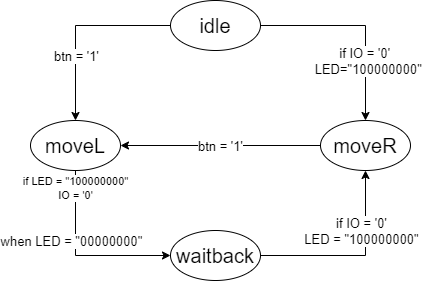 idle
btn = '1'
if IO = '0'
LED="100000000"
moveL
btn = '1'
moveR
if LED = "100000000"
IO = '0'
when LED = "00000000"
waitback
if IO = '0'
LED = "100000000"